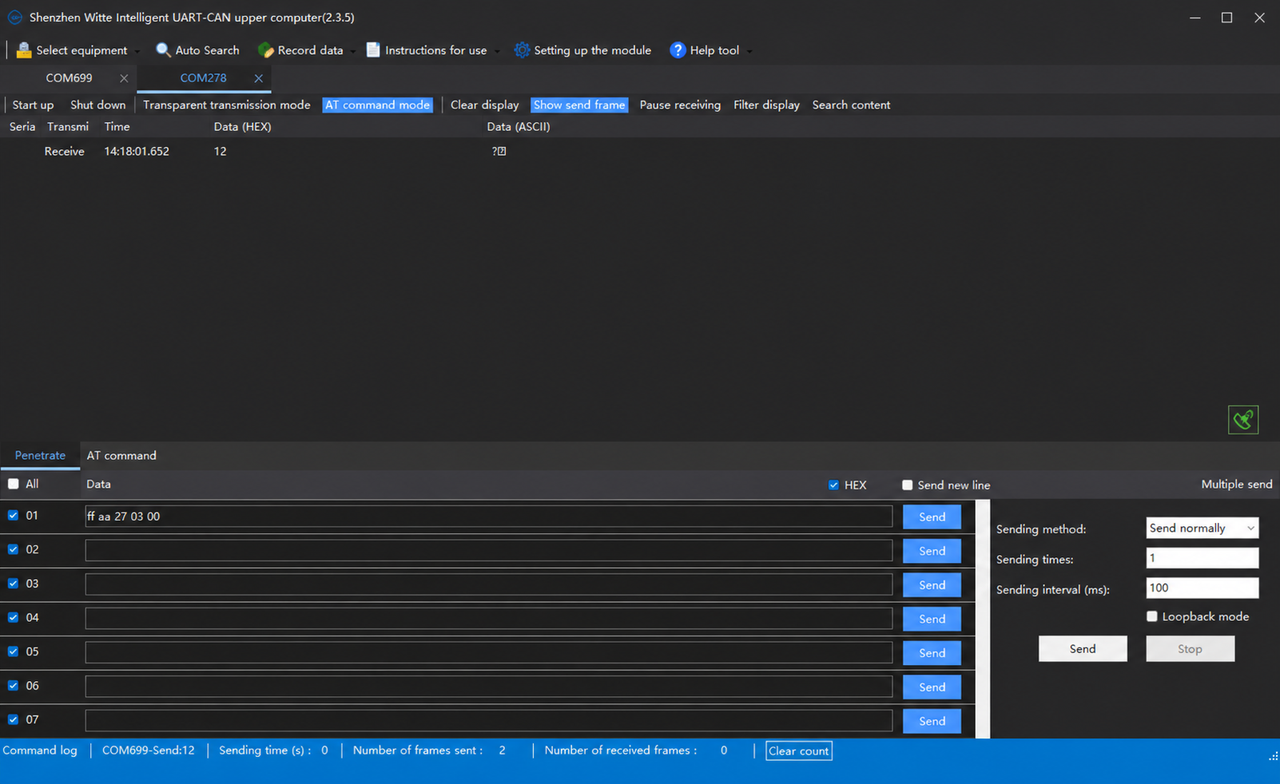 Shenzhen Witte Intelligent UART-CAN upper computer(2.3.5)
Select equipment Auto Search Record data Instructions for use Setting up the module Help tool
COM699 COM278
Start up Shut down Transparent transmission mode AT command mode Clear display Show send frame Pause receiving Filter display Search content
Seria Transmi Time Data (HEX) Data (ASCII)
Receive 14:18:01.652 12 ?
Penetrate AT command
All Data HEX Send new line Multiple send
01 ff aa 27 03 00 Send
02 Send
03 Send
04 Send
05 Send
06 Send
07 Send
Sending method: Send normally
Sending times: 1
Sending interval (ms): 100
Loopback mode
Send Stop
Command log COM699-Send:12 Sending time (s) : 0 Number of frames sent : 2 Number of received frames : 0 Clear count